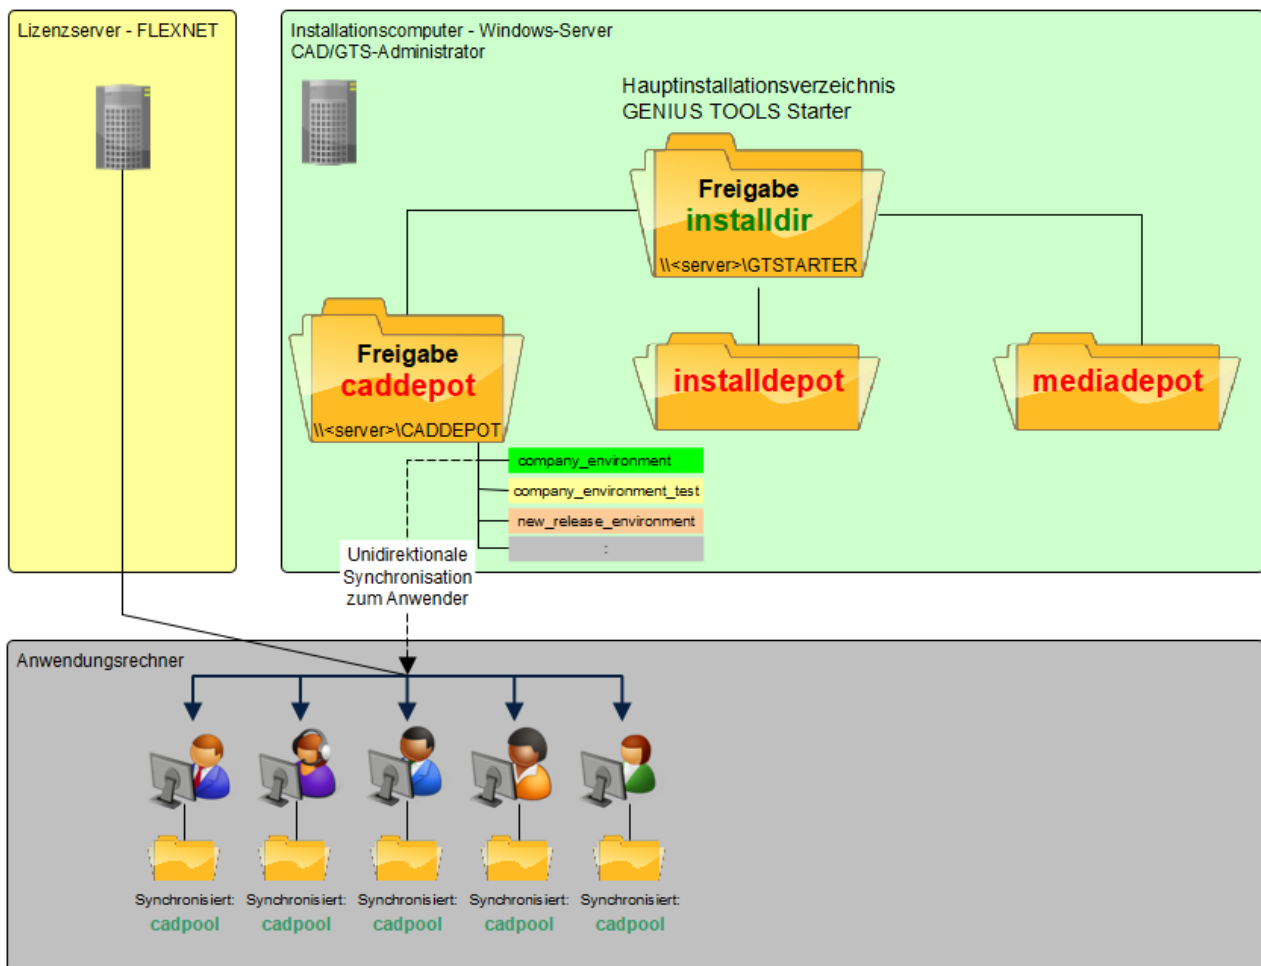 Lizenzserver - FLEXNET
Installationscomputer - Windows-Server
CAD/GTS-Administrator
Hauptinstallationsverzeichnis
GENIUS TOOLS Starter
Freigabe
installdir
\\<server>\GTSTARTER
Freigabe
caddepot
\\<server>\CADDEPOT
installdepot
mediadepot
company_environment
company_environment_test
new_release_environment
:
Unidirektionale
Synchronisation
zum Anwender
Anwendungsrechner
Synchronisiert: Synchronisiert: Synchronisiert: Synchronisiert: Synchronisiert:
cadpool cadpool cadpool cadpool cadpool